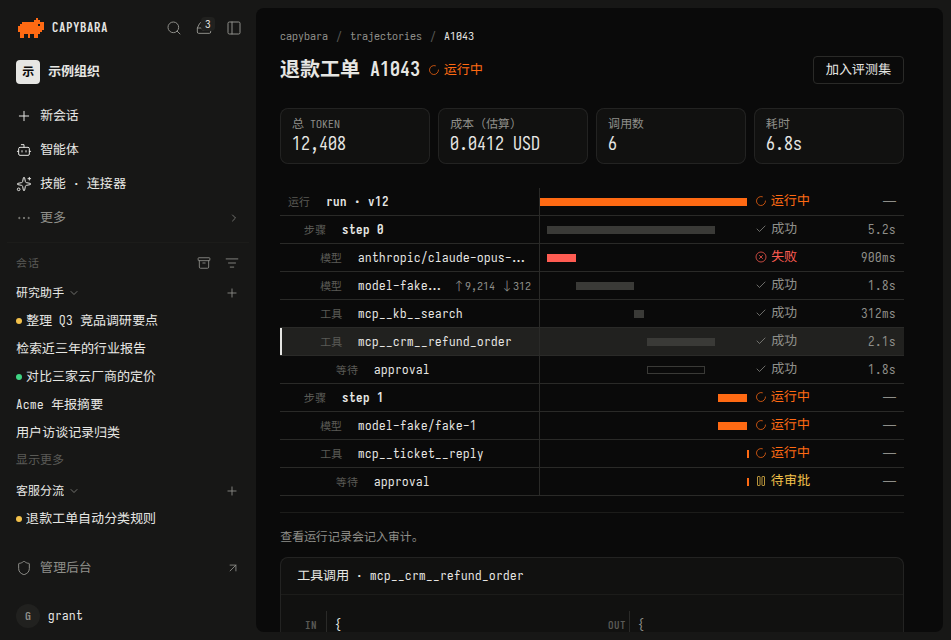 CAPYBARA
3
示 示例组织
新会话
智能体
技能 · 连接器
更多
会话
研究助手
整理 Q3 竞品调研要点
检索近三年的行业报告
对比三家云厂商的定价
Acme 年报摘要
用户访谈记录归类
显示更多
客服分流
退款工单自动分类规则
管理后台
G grant
capybara / trajectories / A1043
退款工单 A1043 运行中
加入评测集
总 TOKEN
12,408
成本（估算）
0.0412 USD
调用数
6
耗时
6.8s
运行 run · v12 运行中 —
步骤 step 0 成功 5.2s
模型 anthropic/claude-opus-… 失败 900ms
模型 model-fake… ↑9,214 ↓312 成功 1.8s
工具 mcp__kb__search 成功 312ms
工具 mcp__crm__refund_order 成功 2.1s
等待 approval 成功 1.8s
步骤 step 1 运行中 —
模型 model-fake/fake-1 运行中 —
工具 mcp__ticket__reply 运行中 —
等待 approval 待审批 —
查看运行记录会记入审计。
工具调用 · mcp__crm__refund_order
IN {
OUT {